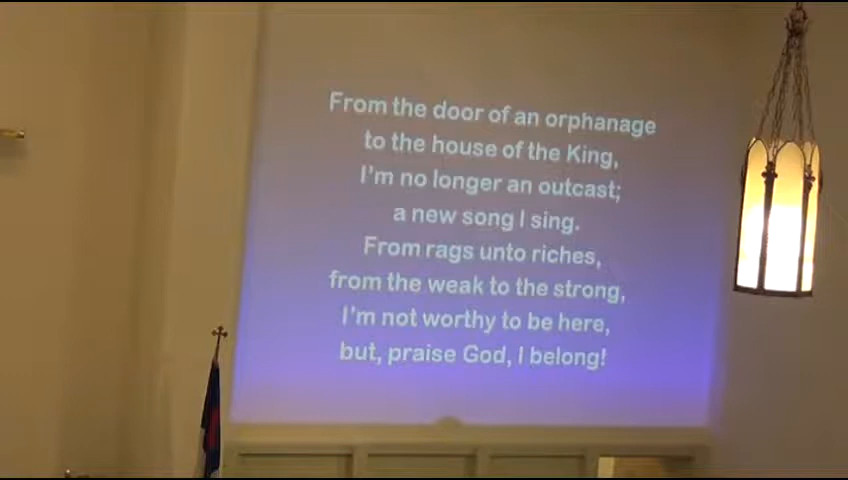 From the door of an orphanage
to the house of the King,
I'm no longer an outcast;
a new song I sing.
From rags unto riches,
from the weak to the strong,
I'm not worthy to be here,
but, praise God, I belong!